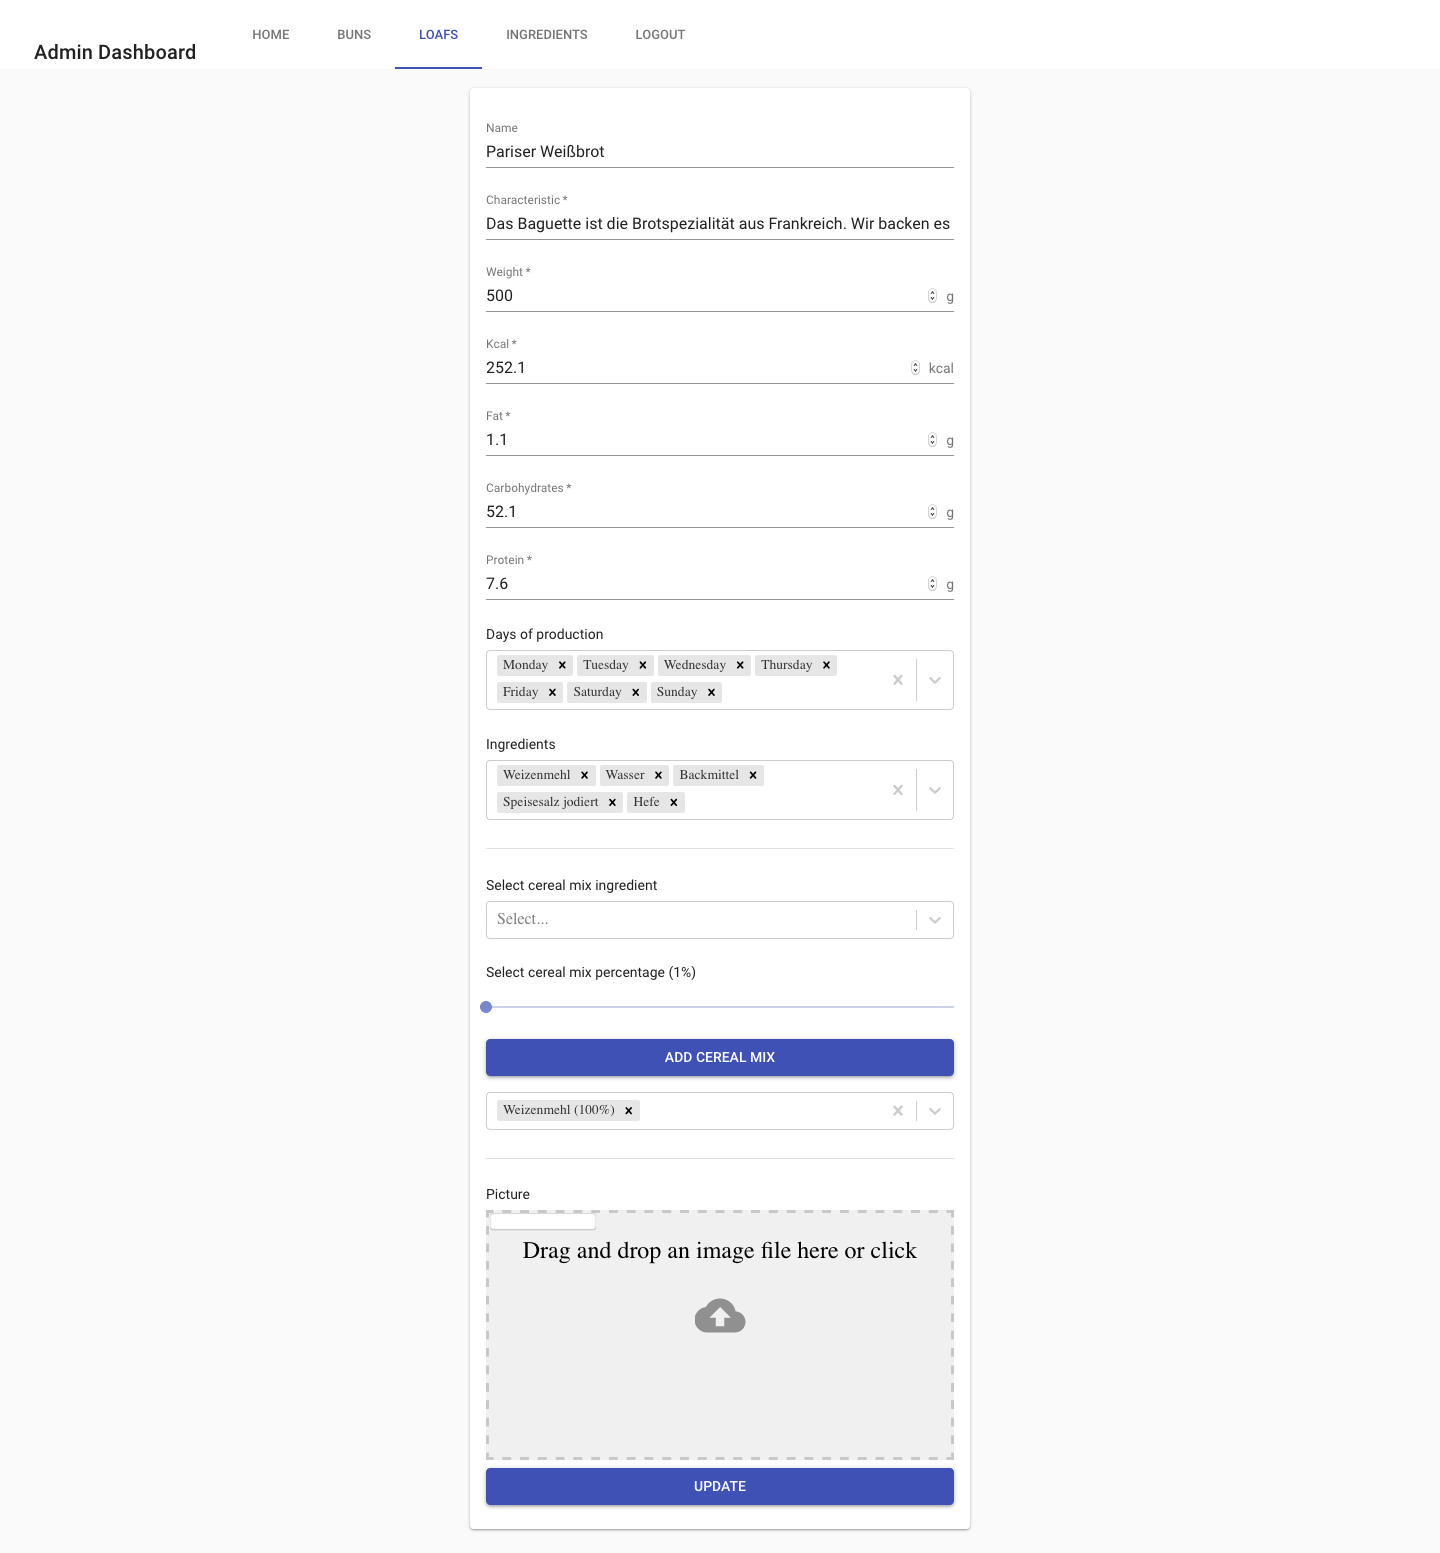 Admin Dashboard
HOME BUNS LOAFS INGREDIENTS LOGOUT
Name
Pariser Weißbrot
Characteristic *
Das Baguette ist die Brotspezialität aus Frankreich. Wir backen es
Weight *
500 g
Kcal *
252.1 kcal
Fat *
1.1 g
Carbohydrates *
52.1 g
Protein *
7.6 g
Days of production
Monday Tuesday Wednesday Thursday
Friday Saturday Sunday
Ingredients
Weizenmehl Wasser Backmittel
Speisesalz jodiert Hefe
Select cereal mix ingredient
Select...
Select cereal mix percentage (1%)
ADD CEREAL MIX
Weizenmehl (100%)
Picture
Drag and drop an image file here or click
UPDATE